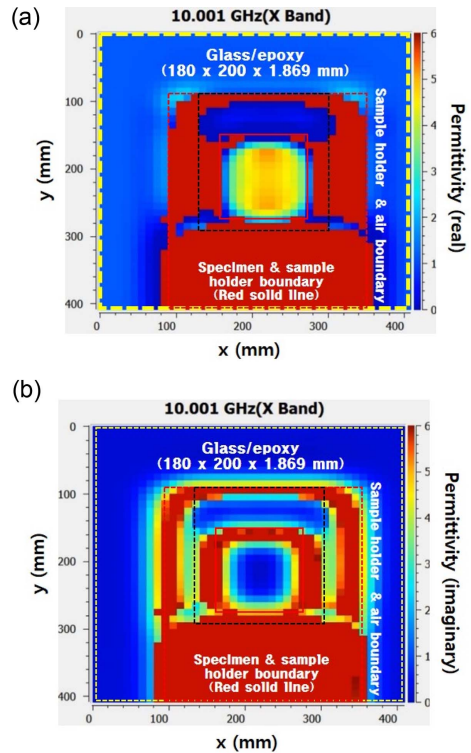 (a)
10.001 GHz(X Band)
Glass/epoxy
(180 x 200 x 1.869 mm)
Sample holder & air boundary
Specimen & sample
holder boundary
(Red solid line)
0
100
200
300
400
y (mm)
0
100
200
300
400
x (mm)
6
5
4
3
2
1
0
Permittivity (real)
(b)
10.001 GHz(X Band)
Glass/epoxy
(180 x 200 x 1.869 mm)
Sample holder & air boundary
Specimen & sample
holder boundary
(Red solid line)
0
100
200
300
400
y (mm)
0
100
200
300
400
x (mm)
6
5
4
3
2
1
0
Permittivity (imaginary)